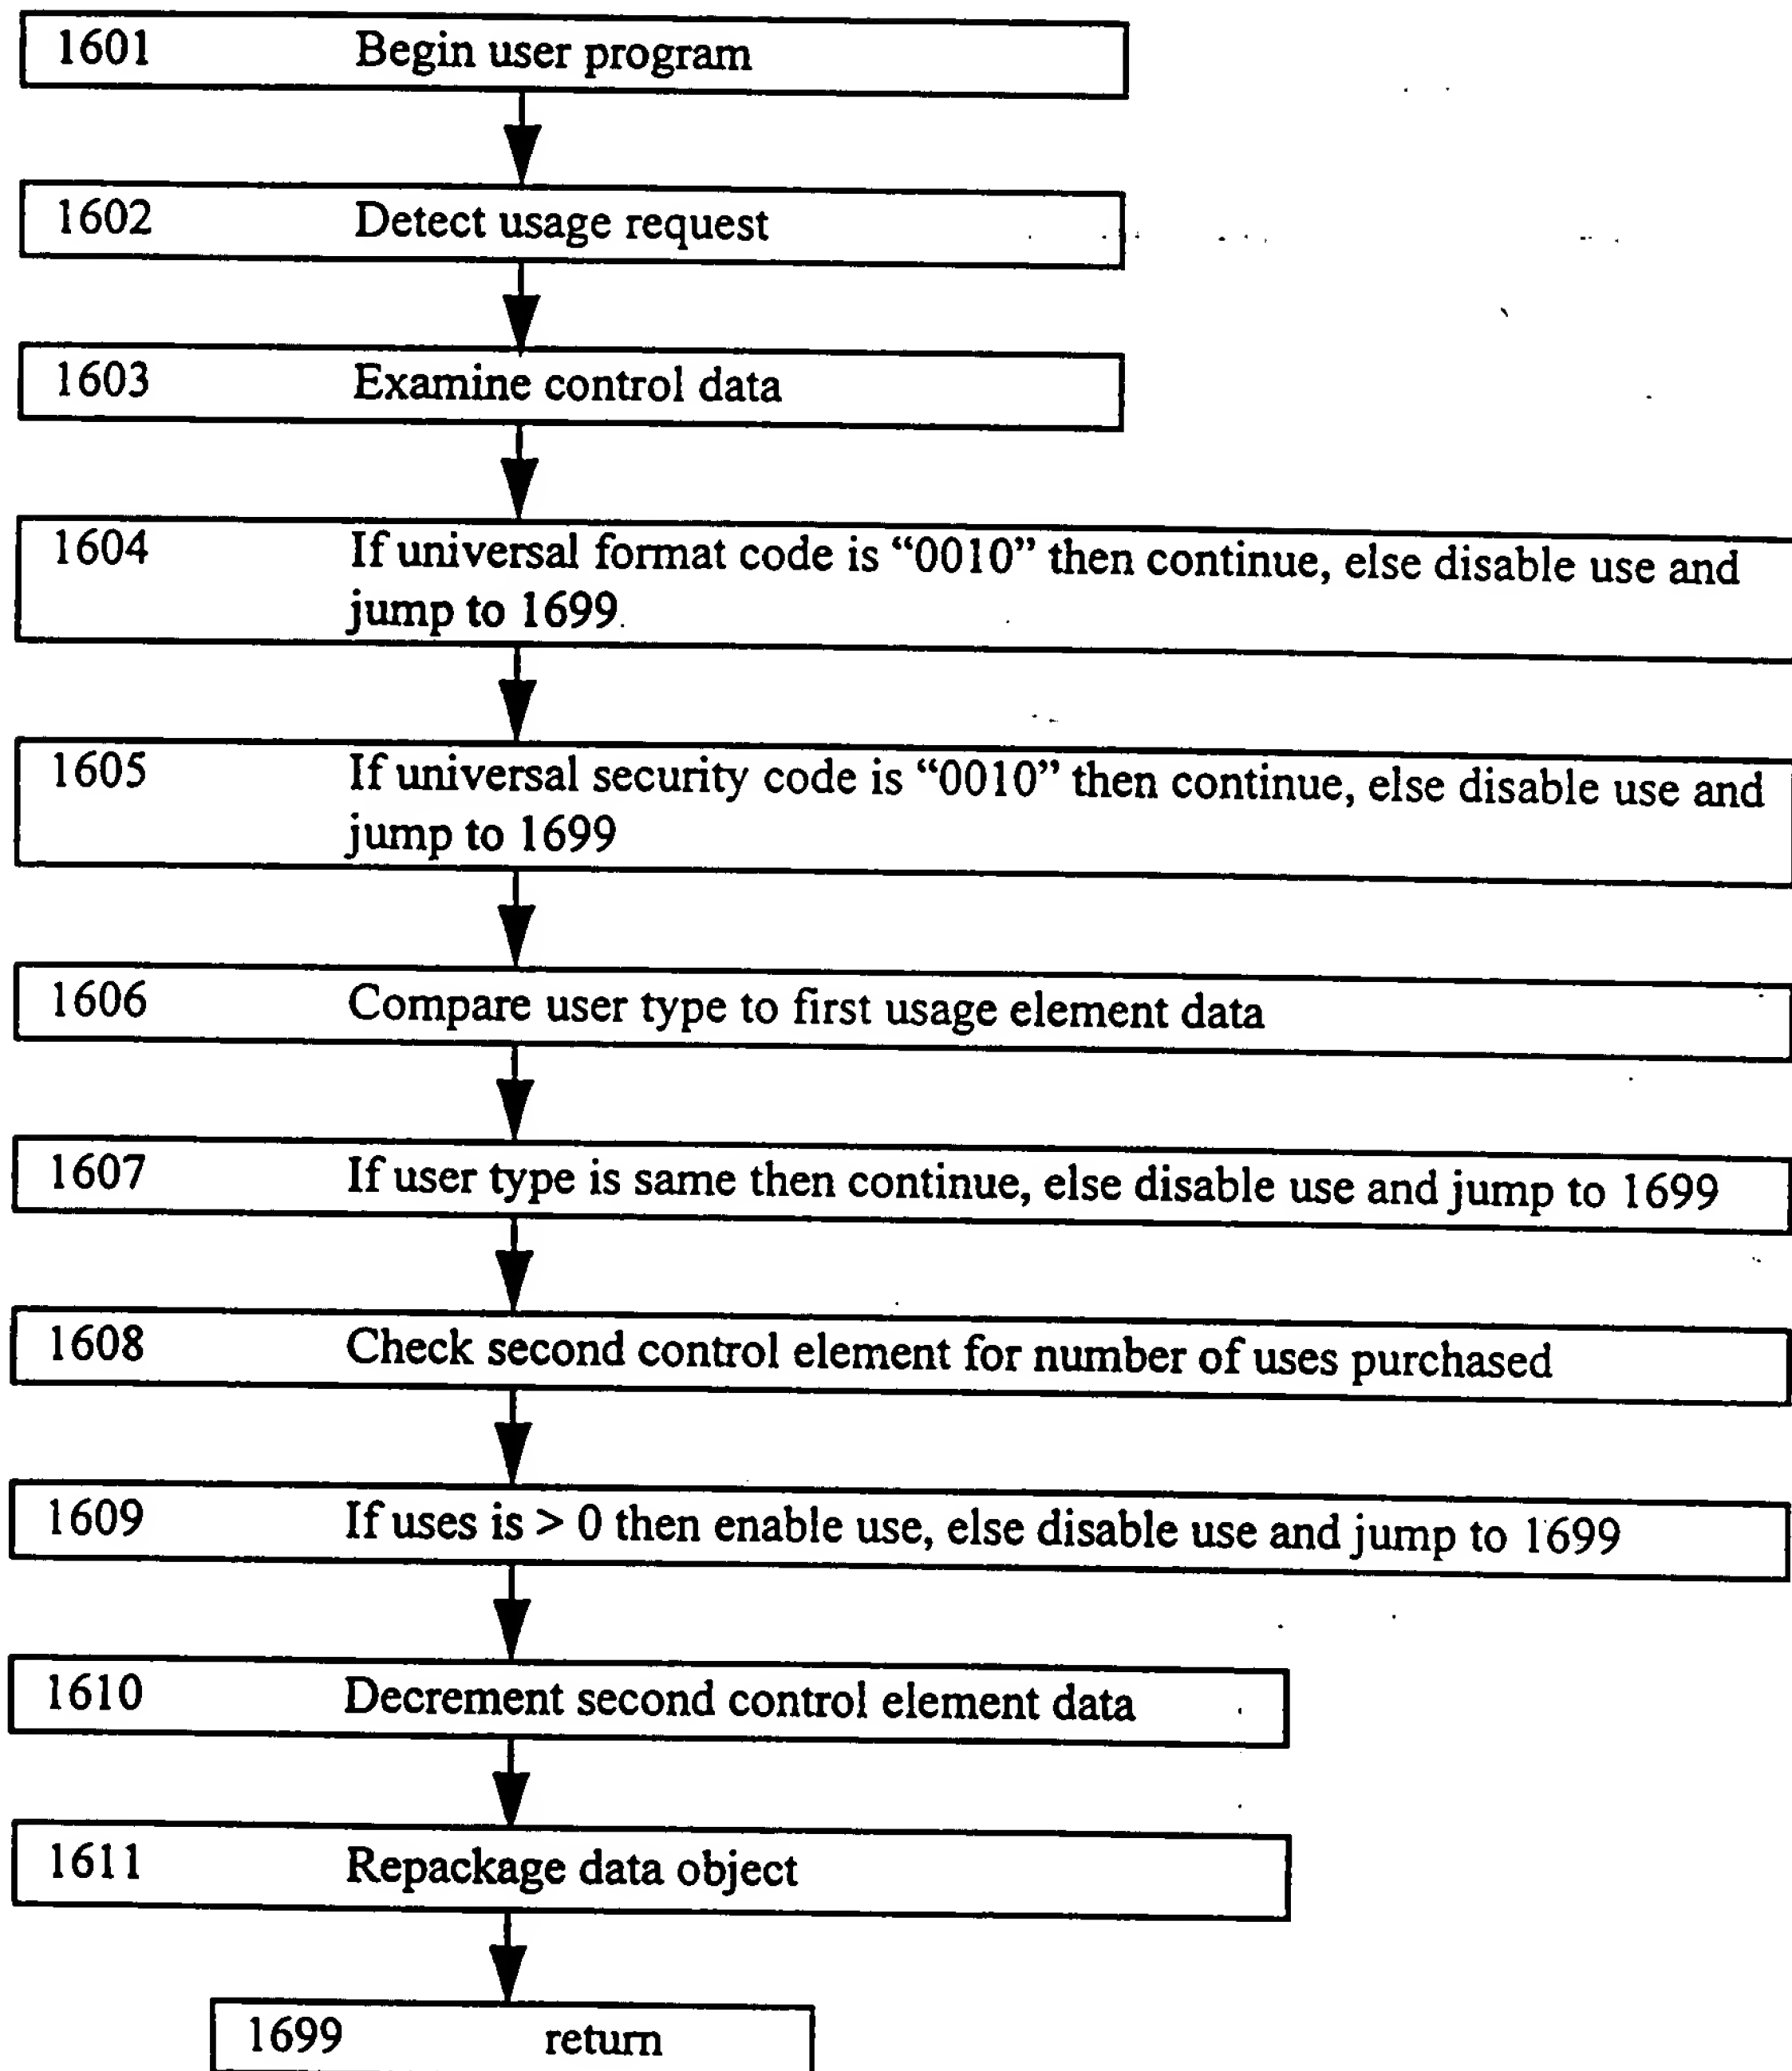 1601 Begin user program
1602 Detect usage request
1603 Examine control data
1604 If universal format code is “0010” then continue, else disable use and
jump to 1699.
1605 If universal security code is “0010” then continue, else disable use and
jump to 1699
1606 Compare user type to first usage element data
1607 If user type is same then continue, else disable use and jump to 1699
1608 Check second control element for number of uses purchased
1609 If uses is > 0 then enable use, else disable use and jump to 1699
1610 Decrement second control element data
1611 Repackage data object
1699 return